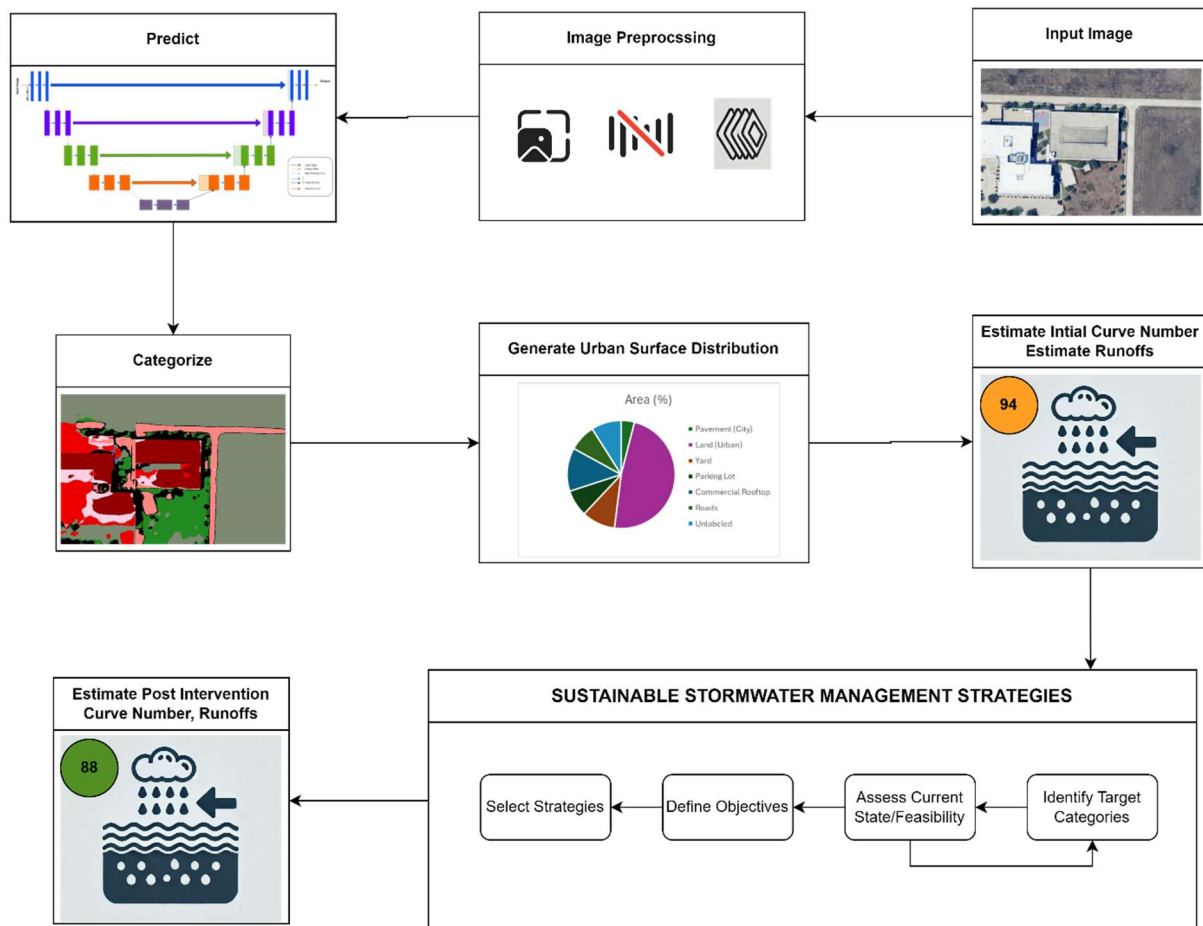 Predict
Image Preprocssing
Input Image
Categorize
Generate Urban Surface Distribution
Area (%)
Pavement (City)
Land (Urban)
Yard
Parking Lot
Commercial Rooftop
Roads
Unlabeled
Estimate Intial Curve Number
Estimate Runoffs
94
SUSTAINABLE STORMWATER MANAGEMENT STRATEGIES
Identify Target
Categories
Assess Current
State/Feasibility
Define Objectives
Select Strategies
Estimate Post Intervention
Curve Number, Runoffs
88